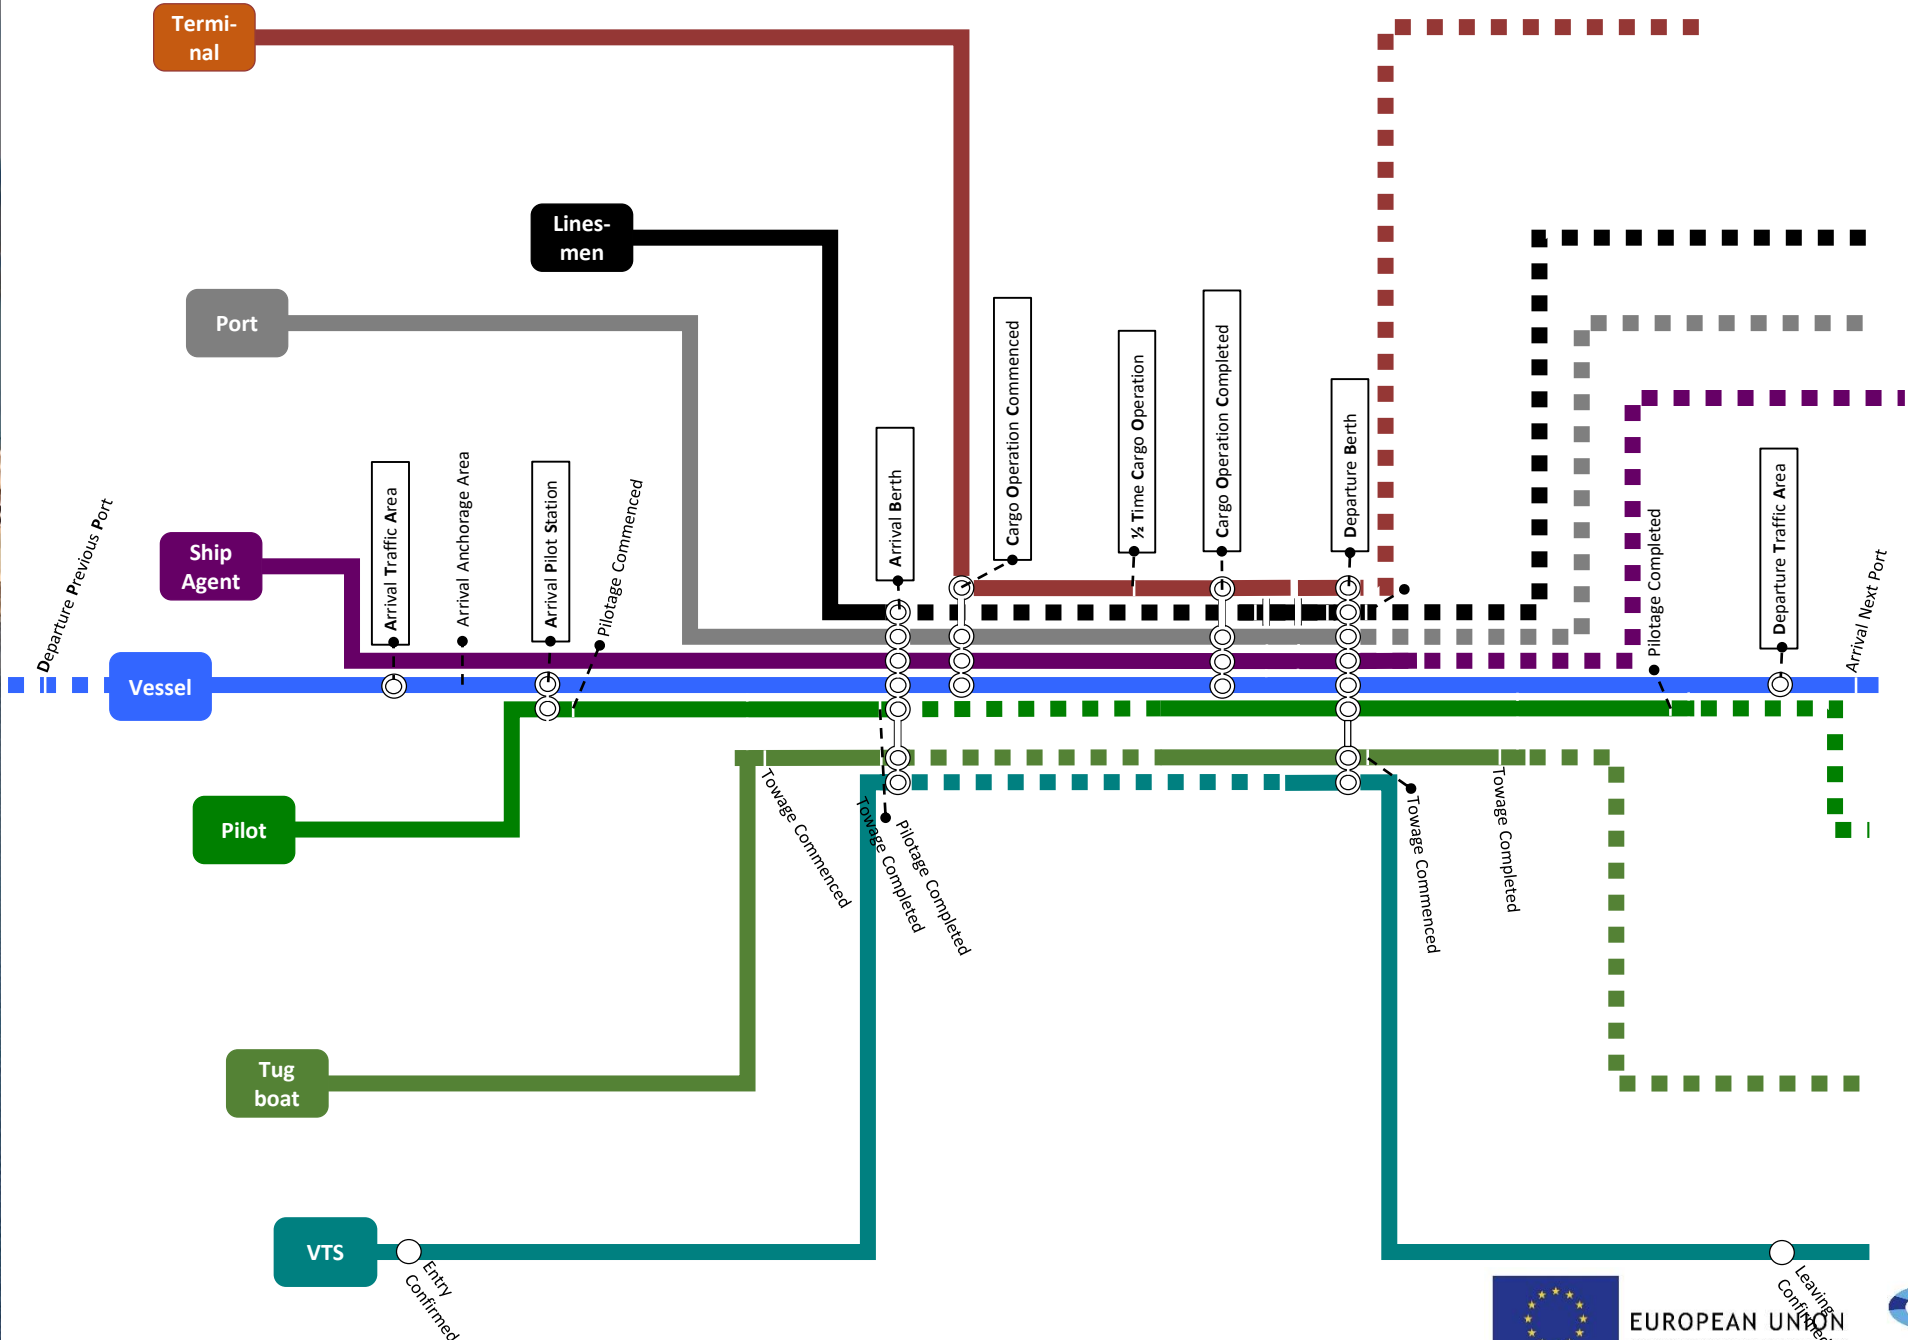 Termi-
nal
Lines-
men
Port
Cargo Operation Commenced
½ Time Cargo Operation
Cargo Operation Completed
Departure Berth
Arrival Berth
Departure Previous Port
Arrival Traffic Area
Arrival Anchorage Area
Arrival Pilot Station
Pilotage Commenced
Pilotage Completed
Departure Traffic Area
Arrival Next Port
Ship
Agent
Vessel
Pilot
Towage Commenced
Towage Completed
Pilotage Completed
Towage Commenced
Towage Completed
Tug
boat
VTS
Entry
Confirmed
Leaving
EUROPEAN UNION